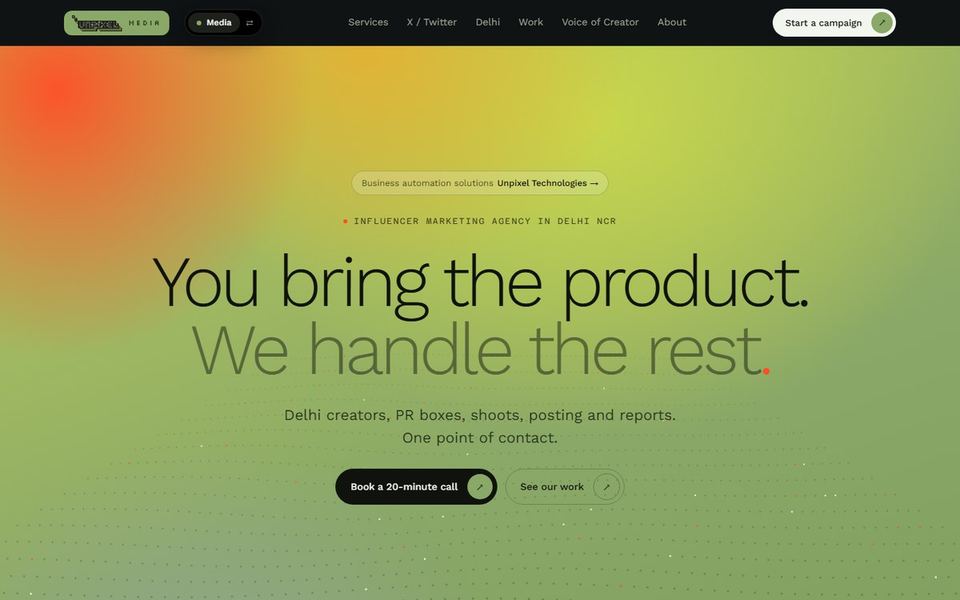 UNPIXEL MEDIA
Media
Services
X / Twitter
Delhi
Work
Voice of Creator
About
Start a campaign
Business automation solutions Unpixel Technologies →
INFLUENCER MARKETING AGENCY IN DELHI NCR
You bring the product.
We handle the rest.
Delhi creators, PR boxes, shoots, posting and reports.
One point of contact.
Book a 20-minute call
See our work